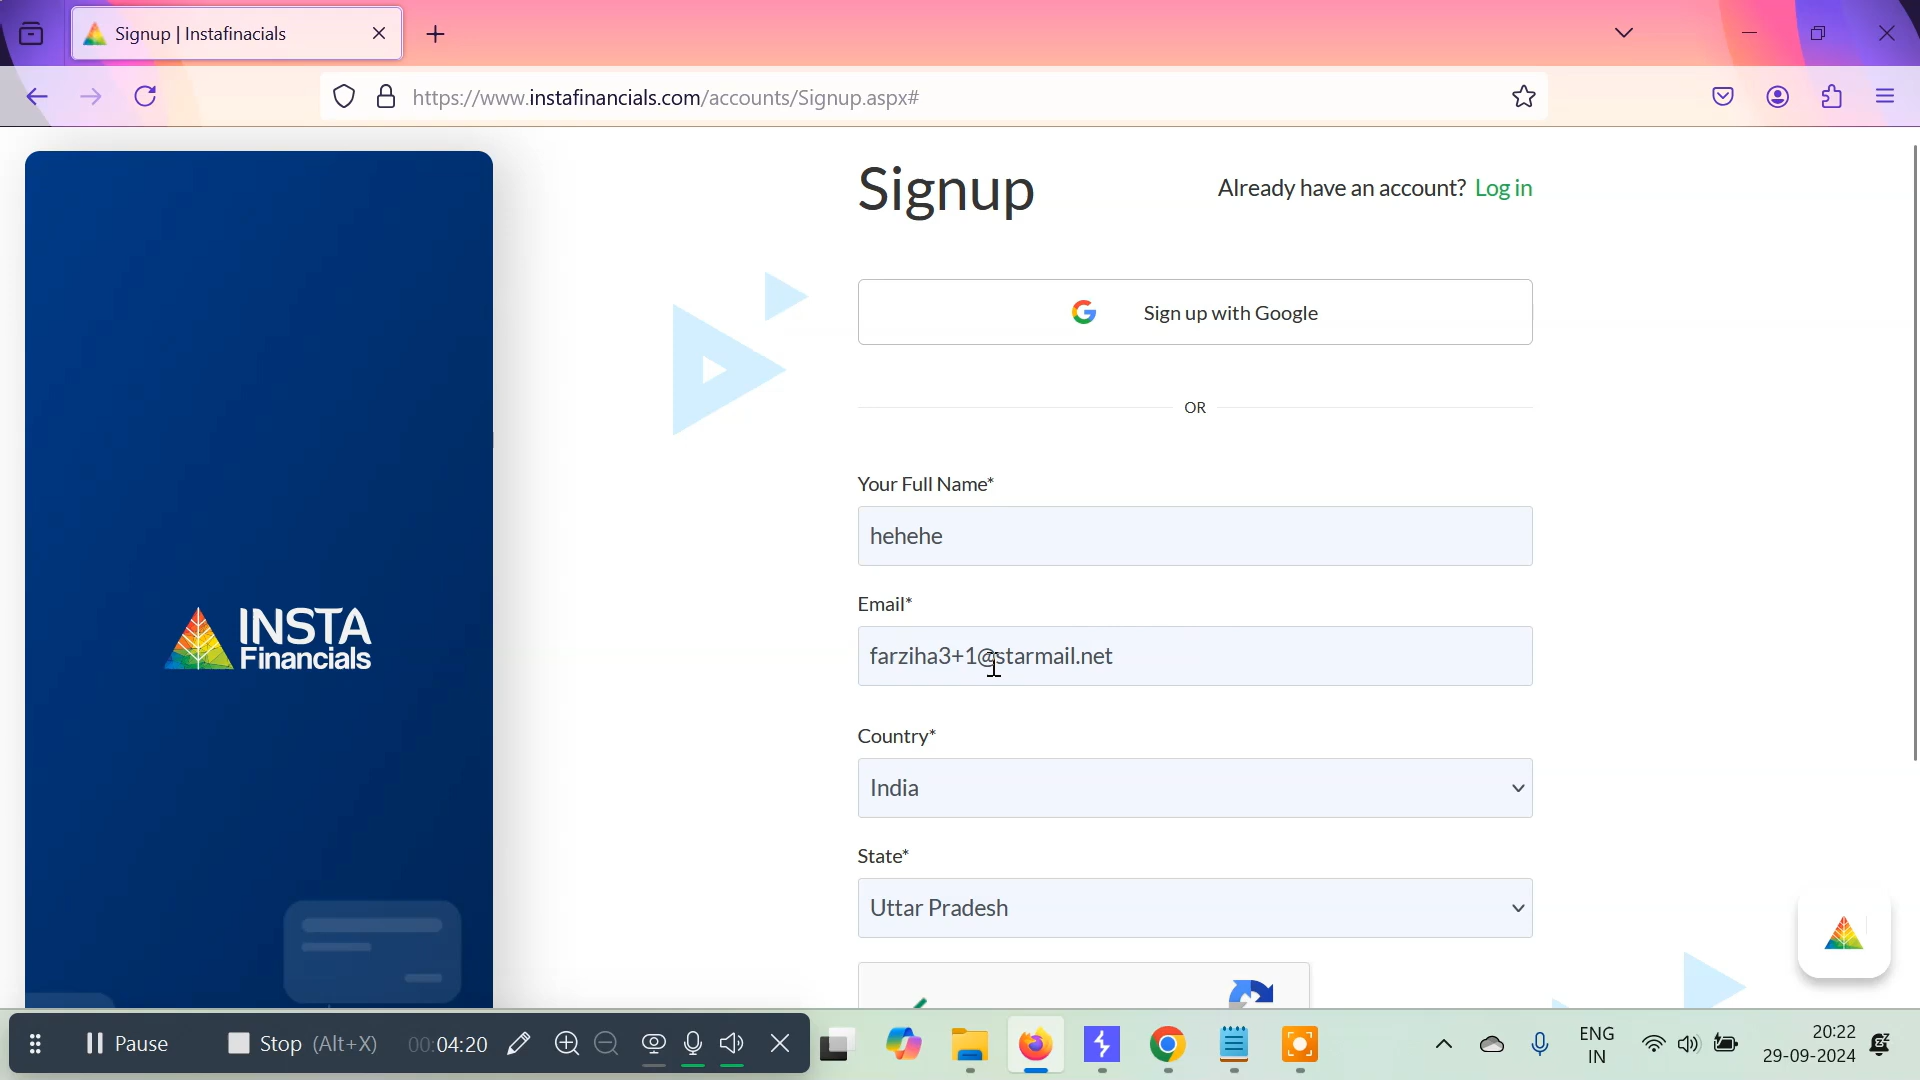 Signup | Instafinacials
https://www.instafinancials.com/accounts/Signup.aspx#
Signup
Already have an account? Log in
Sign up with Google
OR
Your Full Name*
hehehe
Email*
farziha3+1@starmail.net
Country*
India
State*
Uttar Pradesh
INSTA
Financials
Pause
Stop (Alt+X)
00:04:20
ENG
IN
20:22
29-09-2024